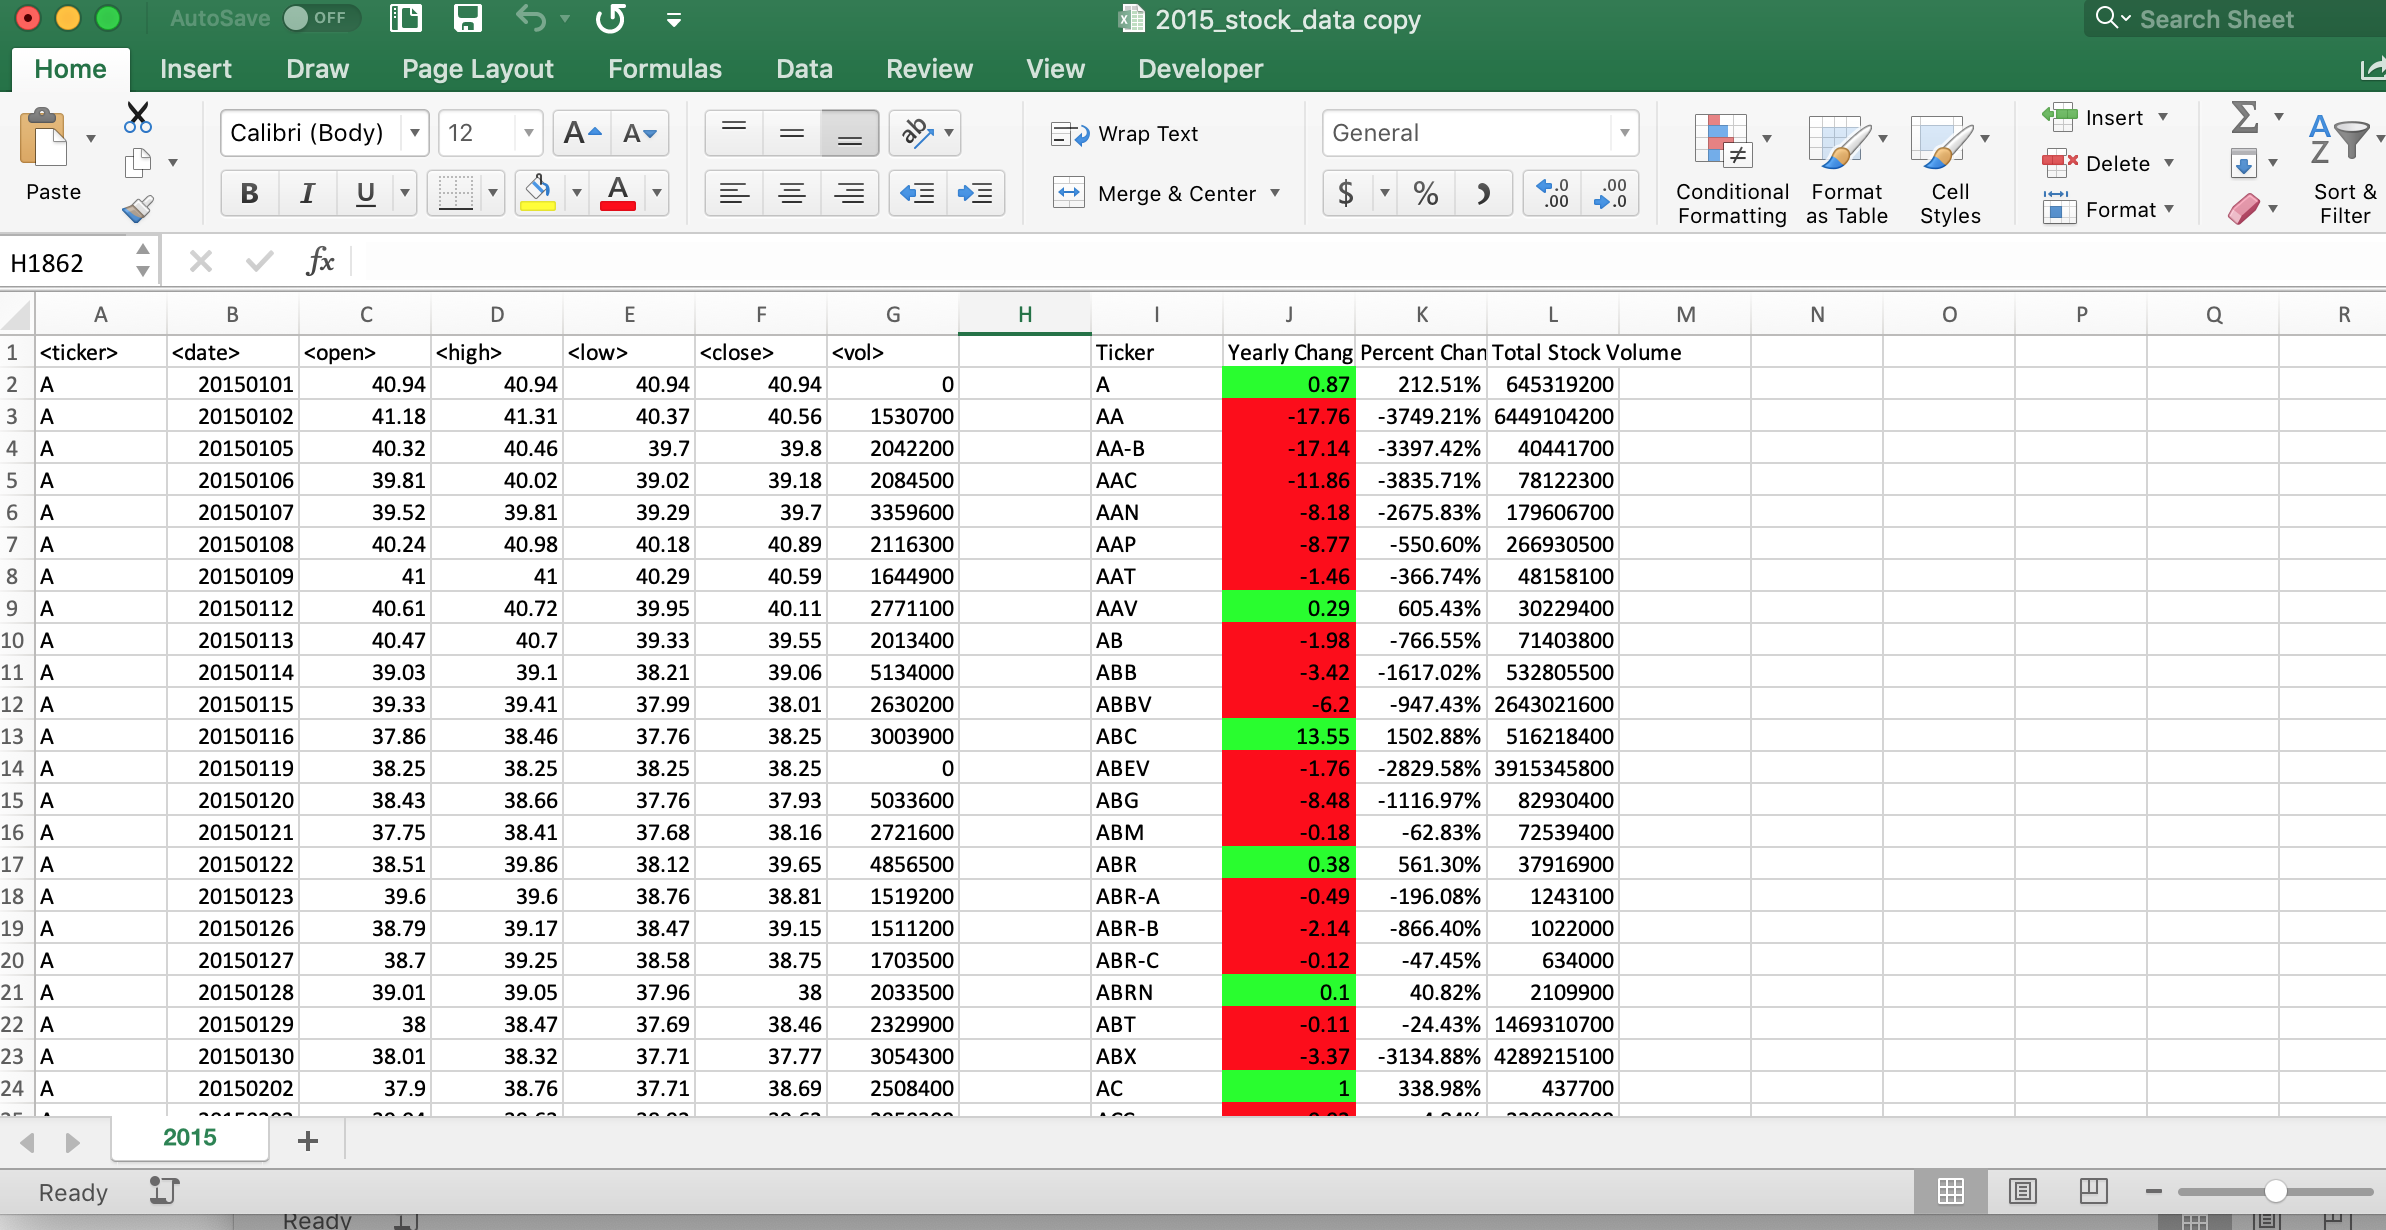 AutoSave OFF 2015_stock_data copy Search Sheet
Home Insert Draw Page Layout Formulas Data Review View Developer
Paste Calibri (Body) 12 Wrap Text General Insert
B I U Merge & Center $ % Conditional Formatting Format as Table Cell Styles Delete Format Sort & Filter
H1862 fx
A B C D E F G H I J K L M N O P Q R
1 <ticker> <date> <open> <high> <low> <close> <vol> Ticker Yearly Chang Percent Chan Total Stock Volume
2 A 20150101 40.94 40.94 40.94 40.94 0 A 0.87 212.51% 645319200
3 A 20150102 41.18 41.31 40.37 40.56 1530700 AA -17.76 -3749.21% 6449104200
4 A 20150105 40.32 40.46 39.7 39.8 2042200 AA-B -17.14 -3397.42% 40441700
5 A 20150106 39.81 40.02 39.02 39.18 2084500 AAC -11.86 -3835.71% 78122300
6 A 20150107 39.52 39.81 39.29 39.7 3359600 AAN -8.18 -2675.83% 179606700
7 A 20150108 40.24 40.98 40.18 40.89 2116300 AAP -8.77 -550.60% 266930500
8 A 20150109 41 41 40.29 40.59 1644900 AAT -1.46 -366.74% 48158100
9 A 20150112 40.61 40.72 39.95 40.11 2771100 AAV 0.29 605.43% 30229400
10 A 20150113 40.47 40.7 39.33 39.55 2013400 AB -1.98 -766.55% 71403800
11 A 20150114 39.03 39.1 38.21 39.06 5134000 ABB -3.42 -1617.02% 532805500
12 A 20150115 39.33 39.41 37.99 38.01 2630200 ABBV -6.2 -947.43% 2643021600
13 A 20150116 37.86 38.46 37.76 38.25 3003900 ABC 13.55 1502.88% 516218400
14 A 20150119 38.25 38.25 38.25 38.25 0 ABEV -1.76 -2829.58% 3915345800
15 A 20150120 38.43 38.66 37.76 37.93 5033600 ABG -8.48 -1116.97% 82930400
16 A 20150121 37.75 38.41 37.68 38.16 2721600 ABM -0.18 -62.83% 72539400
17 A 20150122 38.51 39.86 38.12 39.65 4856500 ABR 0.38 561.30% 37916900
18 A 20150123 39.6 39.6 38.76 38.81 1519200 ABR-A -0.49 -196.08% 1243100
19 A 20150126 38.79 39.17 38.47 39.15 1511200 ABR-B -2.14 -866.40% 1022000
20 A 20150127 38.7 39.25 38.58 38.75 1703500 ABR-C -0.12 -47.45% 634000
21 A 20150128 39.01 39.05 37.96 38 2033500 ABRN 0.1 40.82% 2109900
22 A 20150129 38 38.47 37.69 38.46 2329900 ABT -0.11 -24.43% 1469310700
23 A 20150130 38.01 38.32 37.71 37.77 3054300 ABX -3.37 -3134.88% 4289215100
24 A 20150202 37.9 38.76 37.71 38.69 2508400 AC 1 338.98% 437700
2015
Ready
Ready